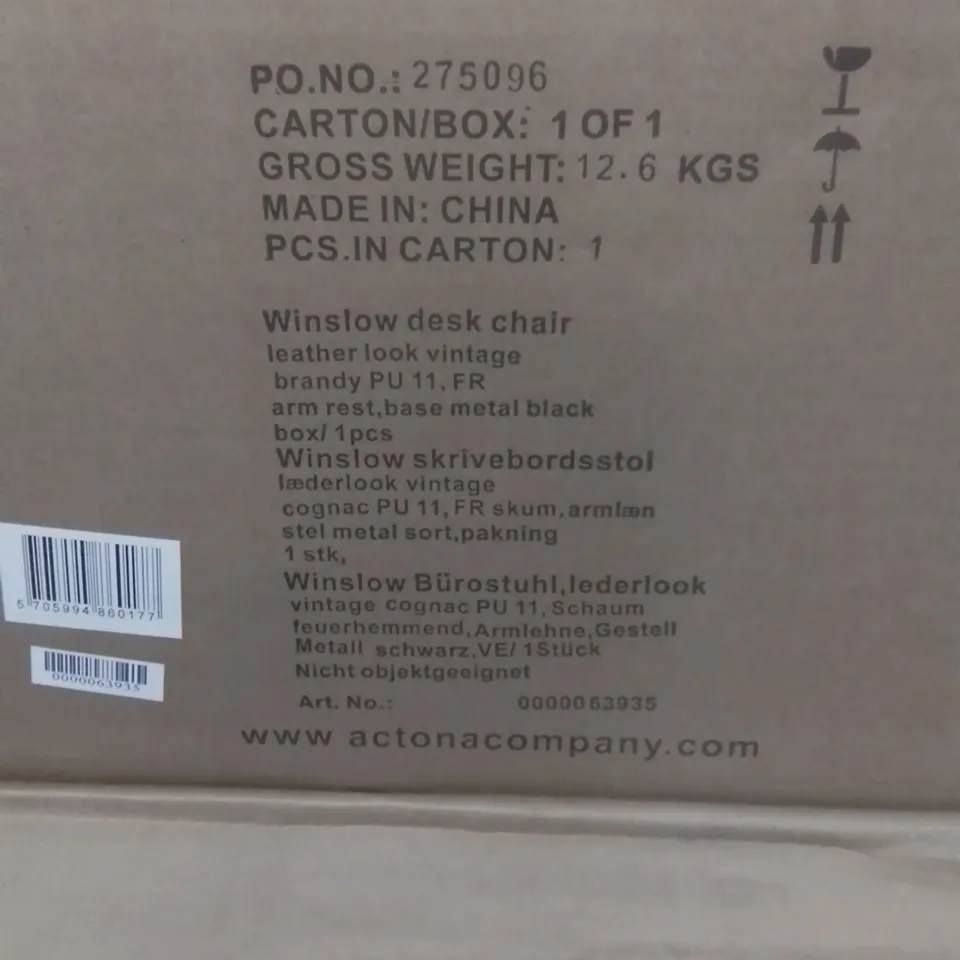 PO.NO.: 275096
CARTON/BOX: 1 OF 1
GROSS WEIGHT: 12.6 KGS
MADE IN: CHINA
PCS.IN CARTON: 1
Winslow desk chair
leather look vintage
brandy PU 11, FR
arm rest,base metal black
box/ 1pcs
Winslow skrivebordsstol
læderlook vintage
cognac PU 11, FR skum,armlæn
stel metal sort,pakning
1 stk,
Winslow Bürostuhl,lederlook
vintage cognac PU 11, Schaum
feuerhemmend,Armlehne,Gestell
Metall schwarz,VE/ 1Stück
Nicht objektgeeignet
Art. No.: 0000063935
www actonacompany.com
5 705994 860177
0000063935